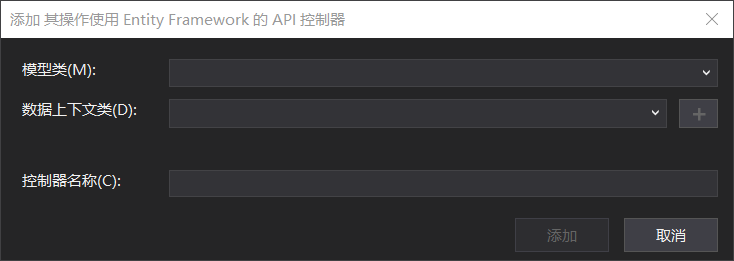 添加 其操作使用 Entity Framework 的 API 控制器
模型类(M):
数据上下文类(D):
控制器名称(C):
添加 取消